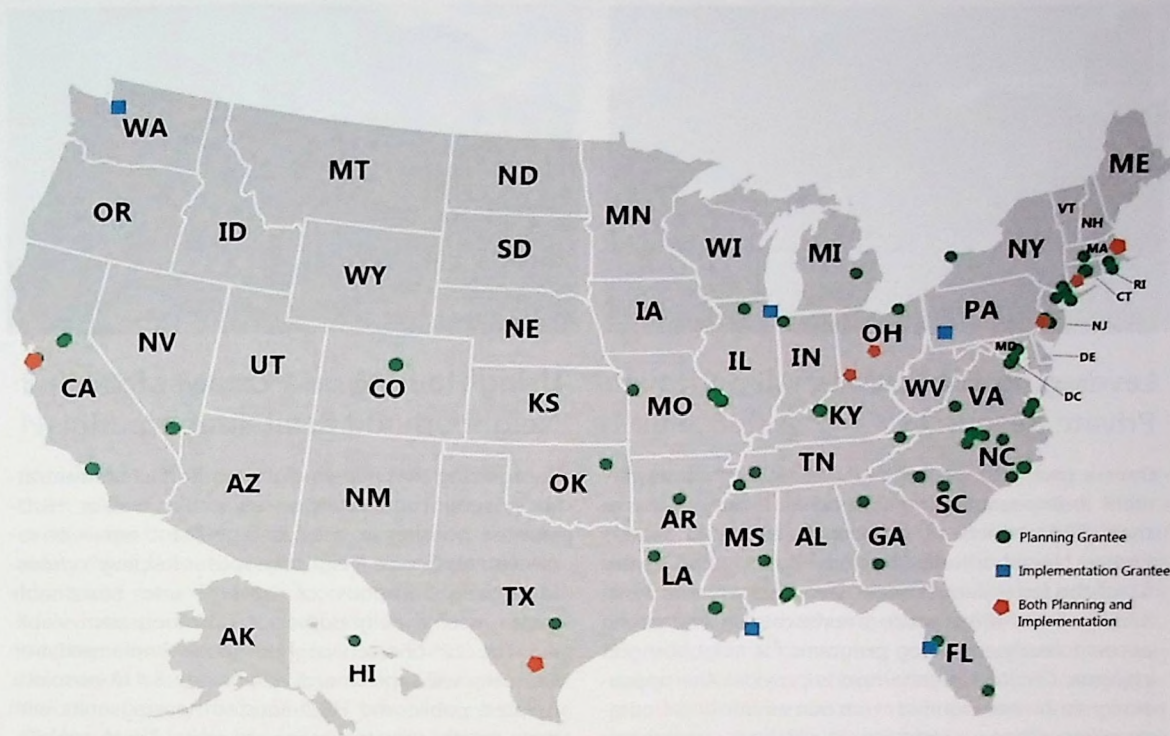 WA
MT
ND
ME
OR
ID
MN
VT
NH
SD
WI
MI
NY
MA
WY
RI
CT
IA
PA
NE
NV
OH
NJ
UT
IL
IN
MD
DE
CA
CO
WV
VA
DC
KS
MO
KY
NC
TN
AZ
NM
OK
SC
AR
MS
AL
GA
Planning Grantee
LA
Implementation Grantee
TX
Both Planning and
Implementation
AK
FL
HI